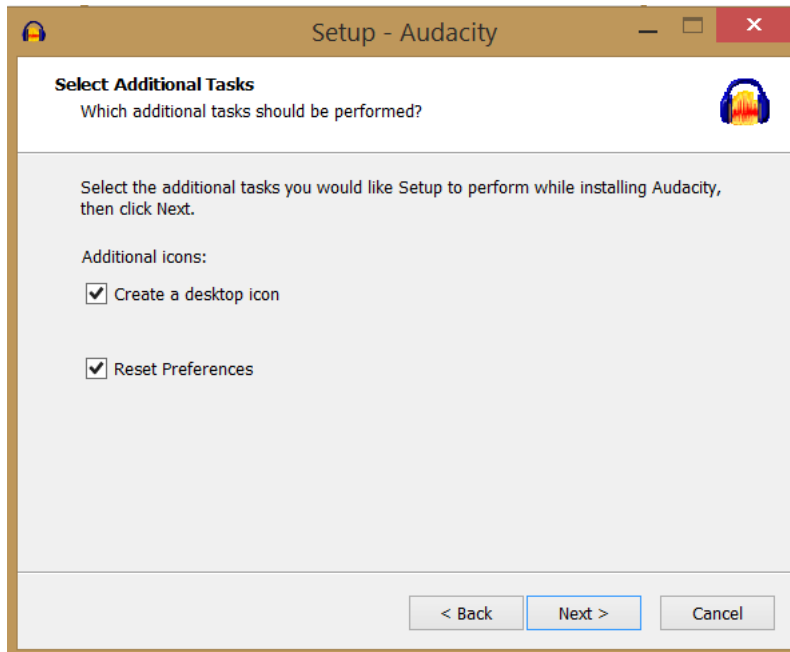 Setup - Audacity
Select Additional Tasks
Which additional tasks should be performed?
Select the additional tasks you would like Setup to perform while installing Audacity,
then click Next.
Additional icons:
Create a desktop icon
Reset Preferences
< Back Next > Cancel